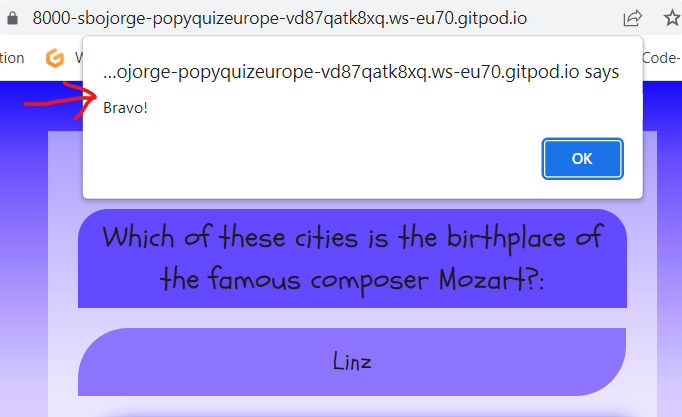 8000-sbojorge-popyquizeurope-vd87qatk8xq.ws-eu70.gitpod.io
tion
...ojorge-popyquizeurope-vd87qatk8xq.ws-eu70.gitpod.io says
Code-
Bravo!
OK
Which of these cities is the birthplace of
the famous composer Mozart?:
Linz